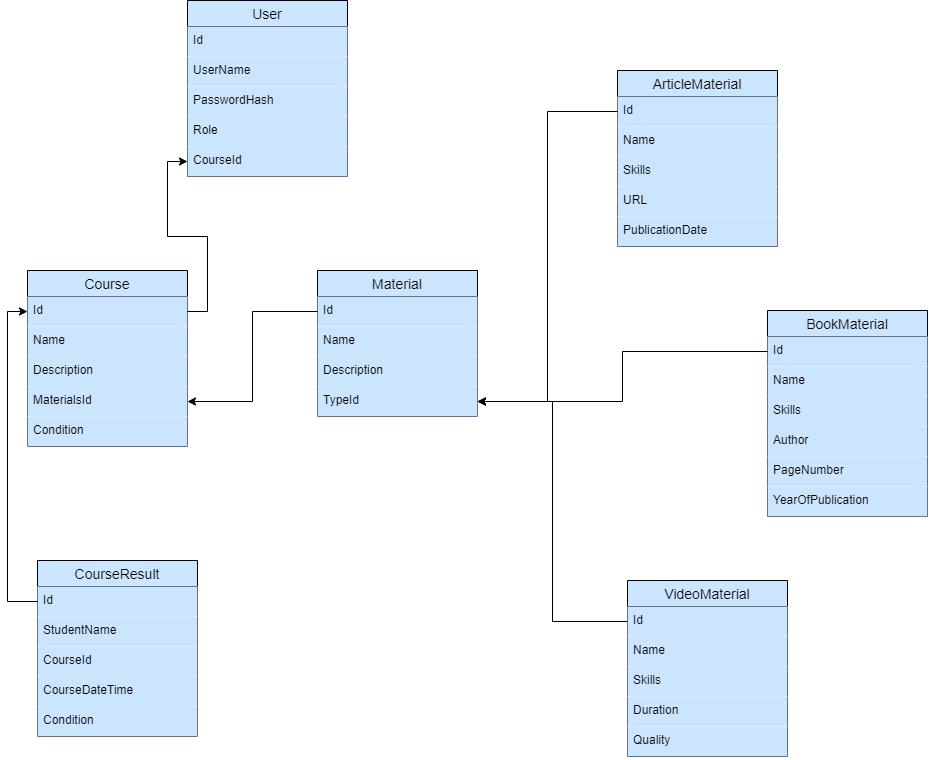 User
Id
UserName
PasswordHash
Role
CourseId
ArticleMaterial
Id
Name
Skills
URL
PublicationDate
Course
Id
Name
Description
MaterialsId
Condition
Material
Id
Name
Description
TypeId
BookMaterial
Id
Name
Skills
Author
PageNumber
YearOfPublication
CourseResult
Id
StudentName
CourseId
CourseDateTime
Condition
VideoMaterial
Id
Name
Skills
Duration
Quality